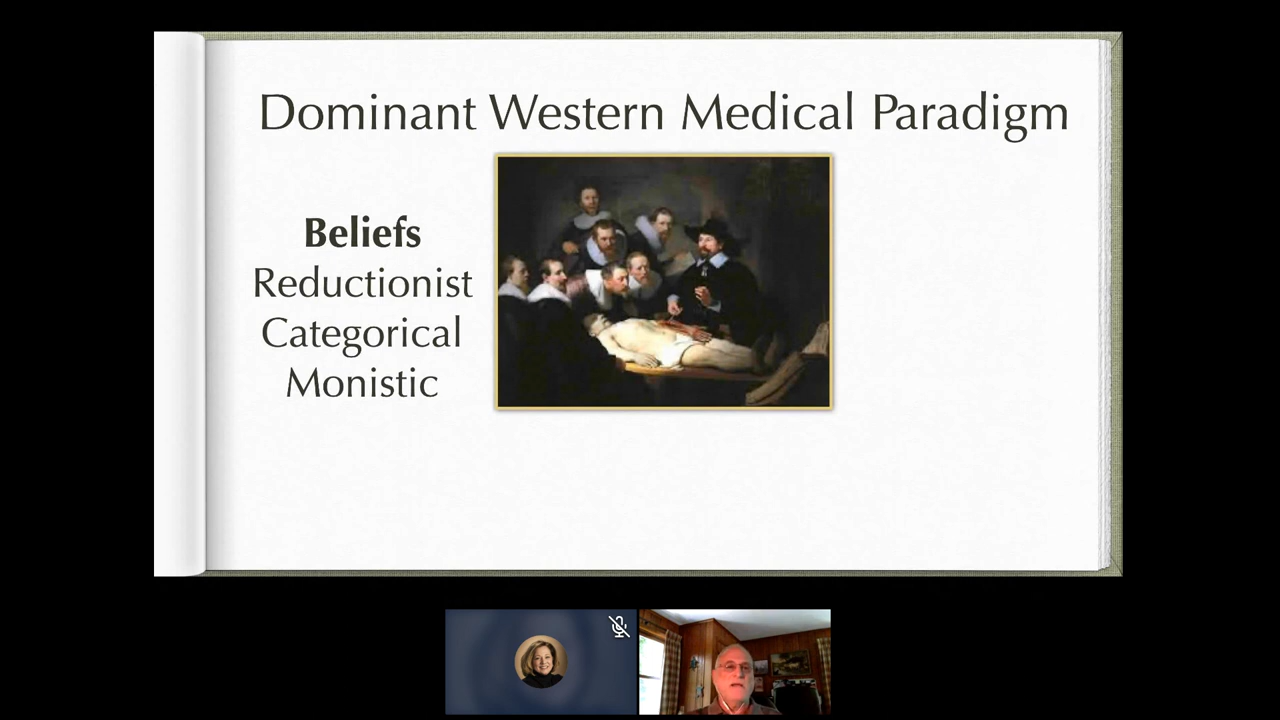 Dominant Western Medical Paradigm
Beliefs
Reductionist
Categorical
Monistic